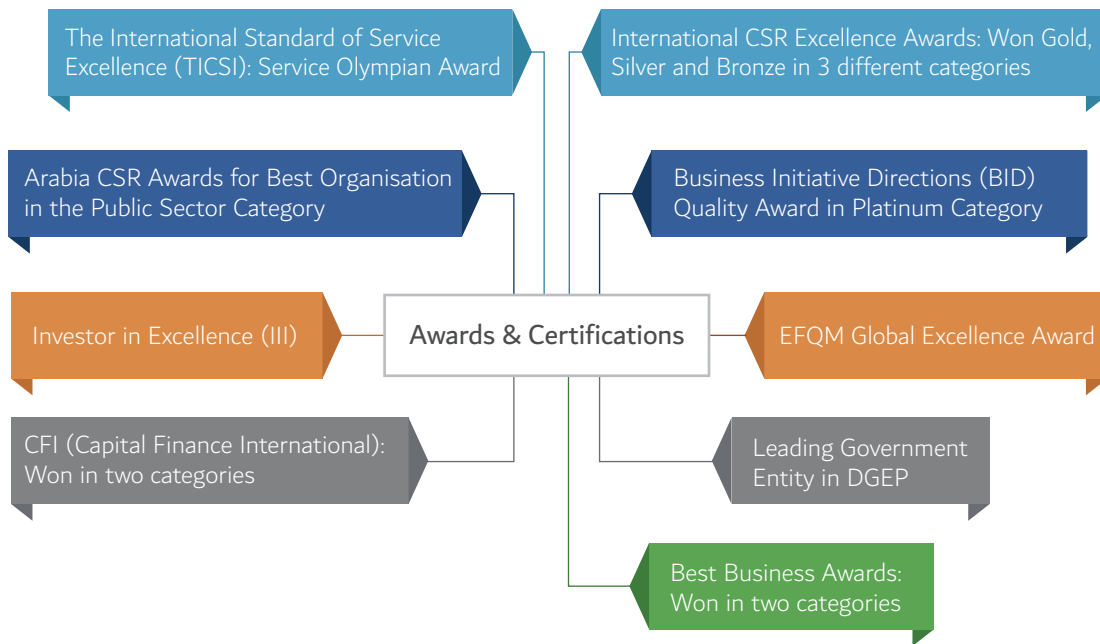 The International Standard of Service
Excellence (TICSI): Service Olympian Award
International CSR Excellence Awards: Won Gold,
Silver and Bronze in 3 different categories
Arabia CSR Awards for Best Organisation
in the Public Sector Category
Business Initiative Directions (BID)
Quality Award in Platinum Category
Investor in Excellence (III)
Awards & Certifications
EFQM Global Excellence Award
CFI (Capital Finance International):
Won in two categories
Leading Government
Entity in DGEP
Best Business Awards:
Won in two categories